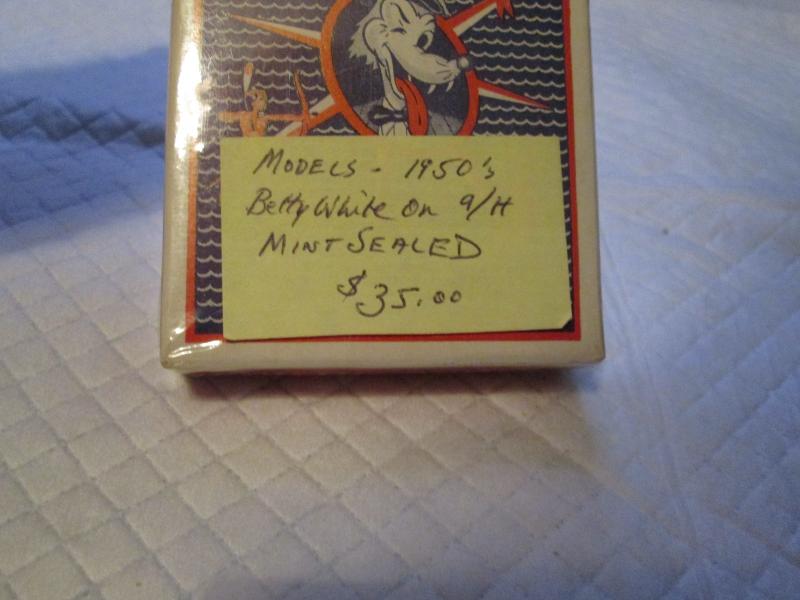 MODELS - 1950's
Betty White On 9/H
MINT SEALED
$35.00